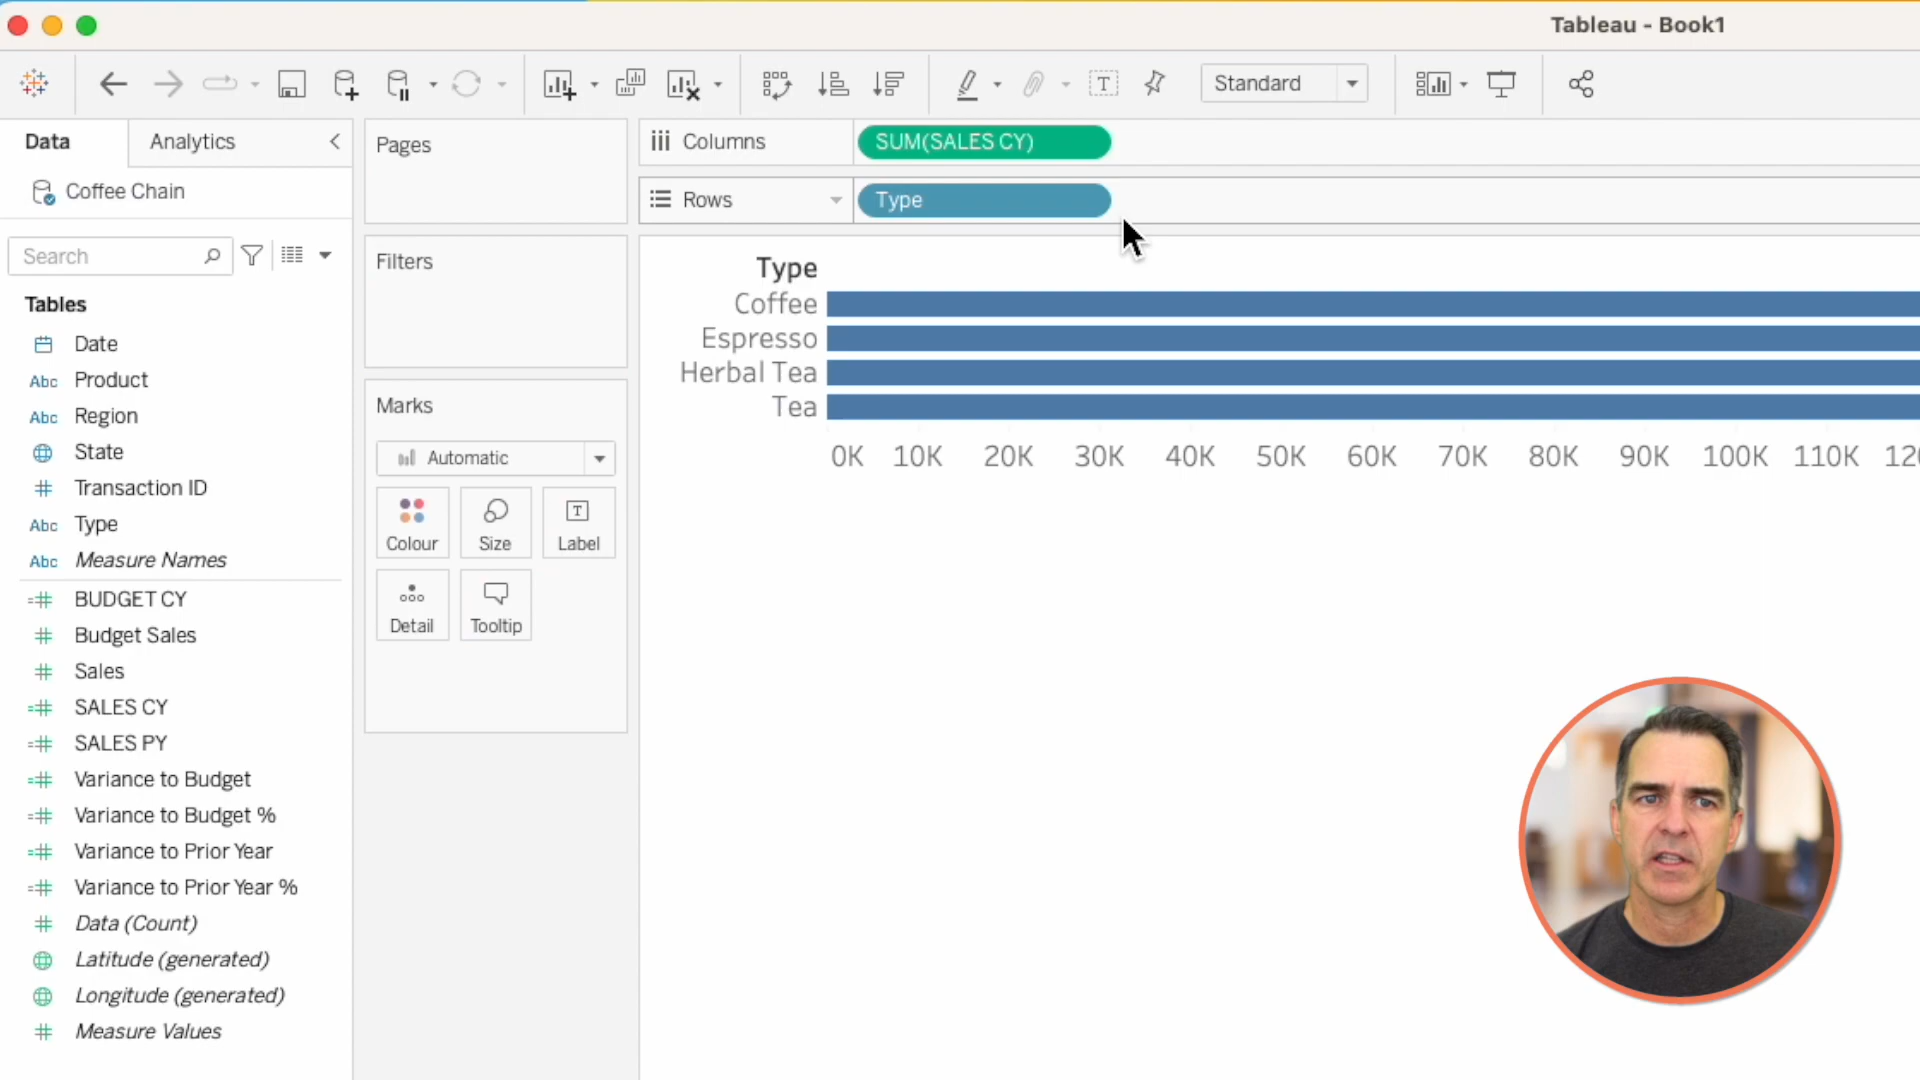 Tableau - Book1
Standard
Data
Analytics
Coffee Chain
Search
Tables
Date
Abc Product
Abc Region
State
Transaction ID
Abc Type
Abc Measure Names
BUDGET CY
Budget Sales
Sales
SALES CY
SALES PY
Variance to Budget
Variance to Budget %
Variance to Prior Year
Variance to Prior Year %
Data (Count)
Latitude (generated)
Longitude (generated)
Measure Values
Pages
Filters
Marks
Automatic
Colour Size Label
Detail Tooltip
Columns SUM(SALES CY)
Rows Type
Type
Coffee
Espresso
Herbal Tea
Tea
0K 10K 20K 30K 40K 50K 60K 70K 80K 90K 100K 110K